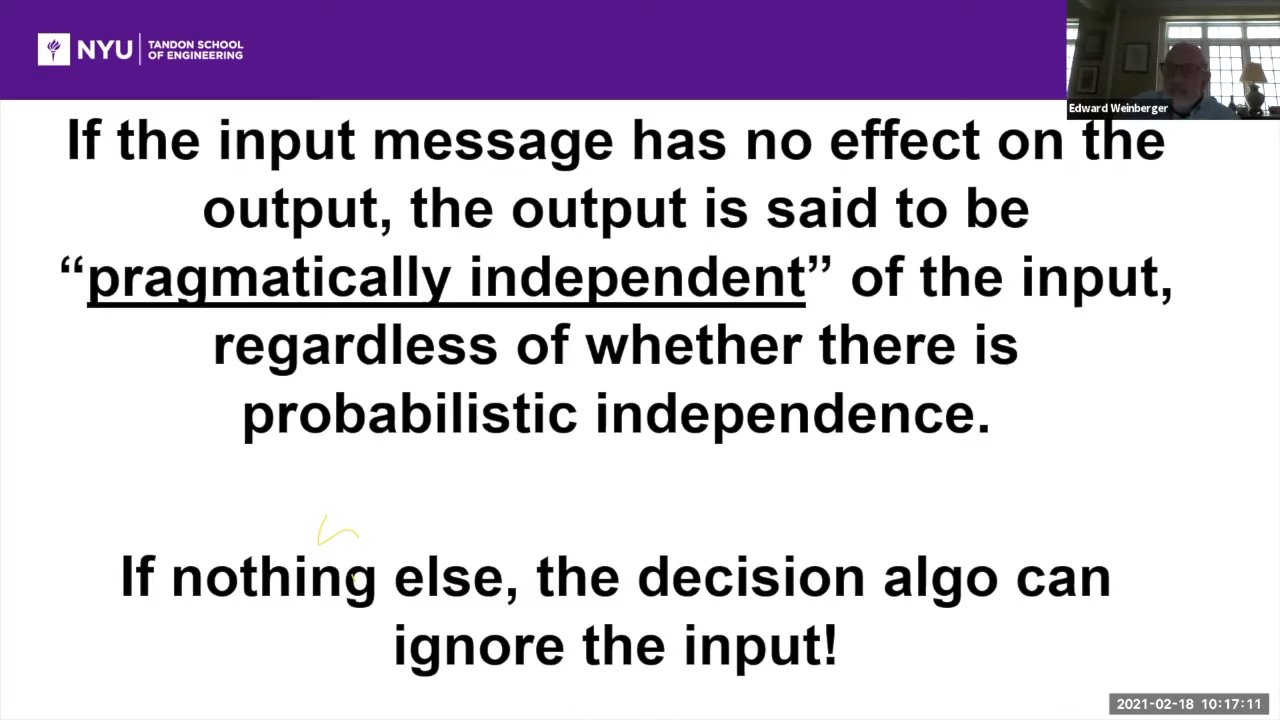 NYU
TANDON SCHOOL
OF ENGINEERING
Edward Weinberger
If the input message has no effect on the
output, the output is said to be
“pragmatically independent” of the input,
regardless of whether there is
probabilistic independence.
If nothing else, the decision algo can
ignore the input!
2021-02-18 10:17:11